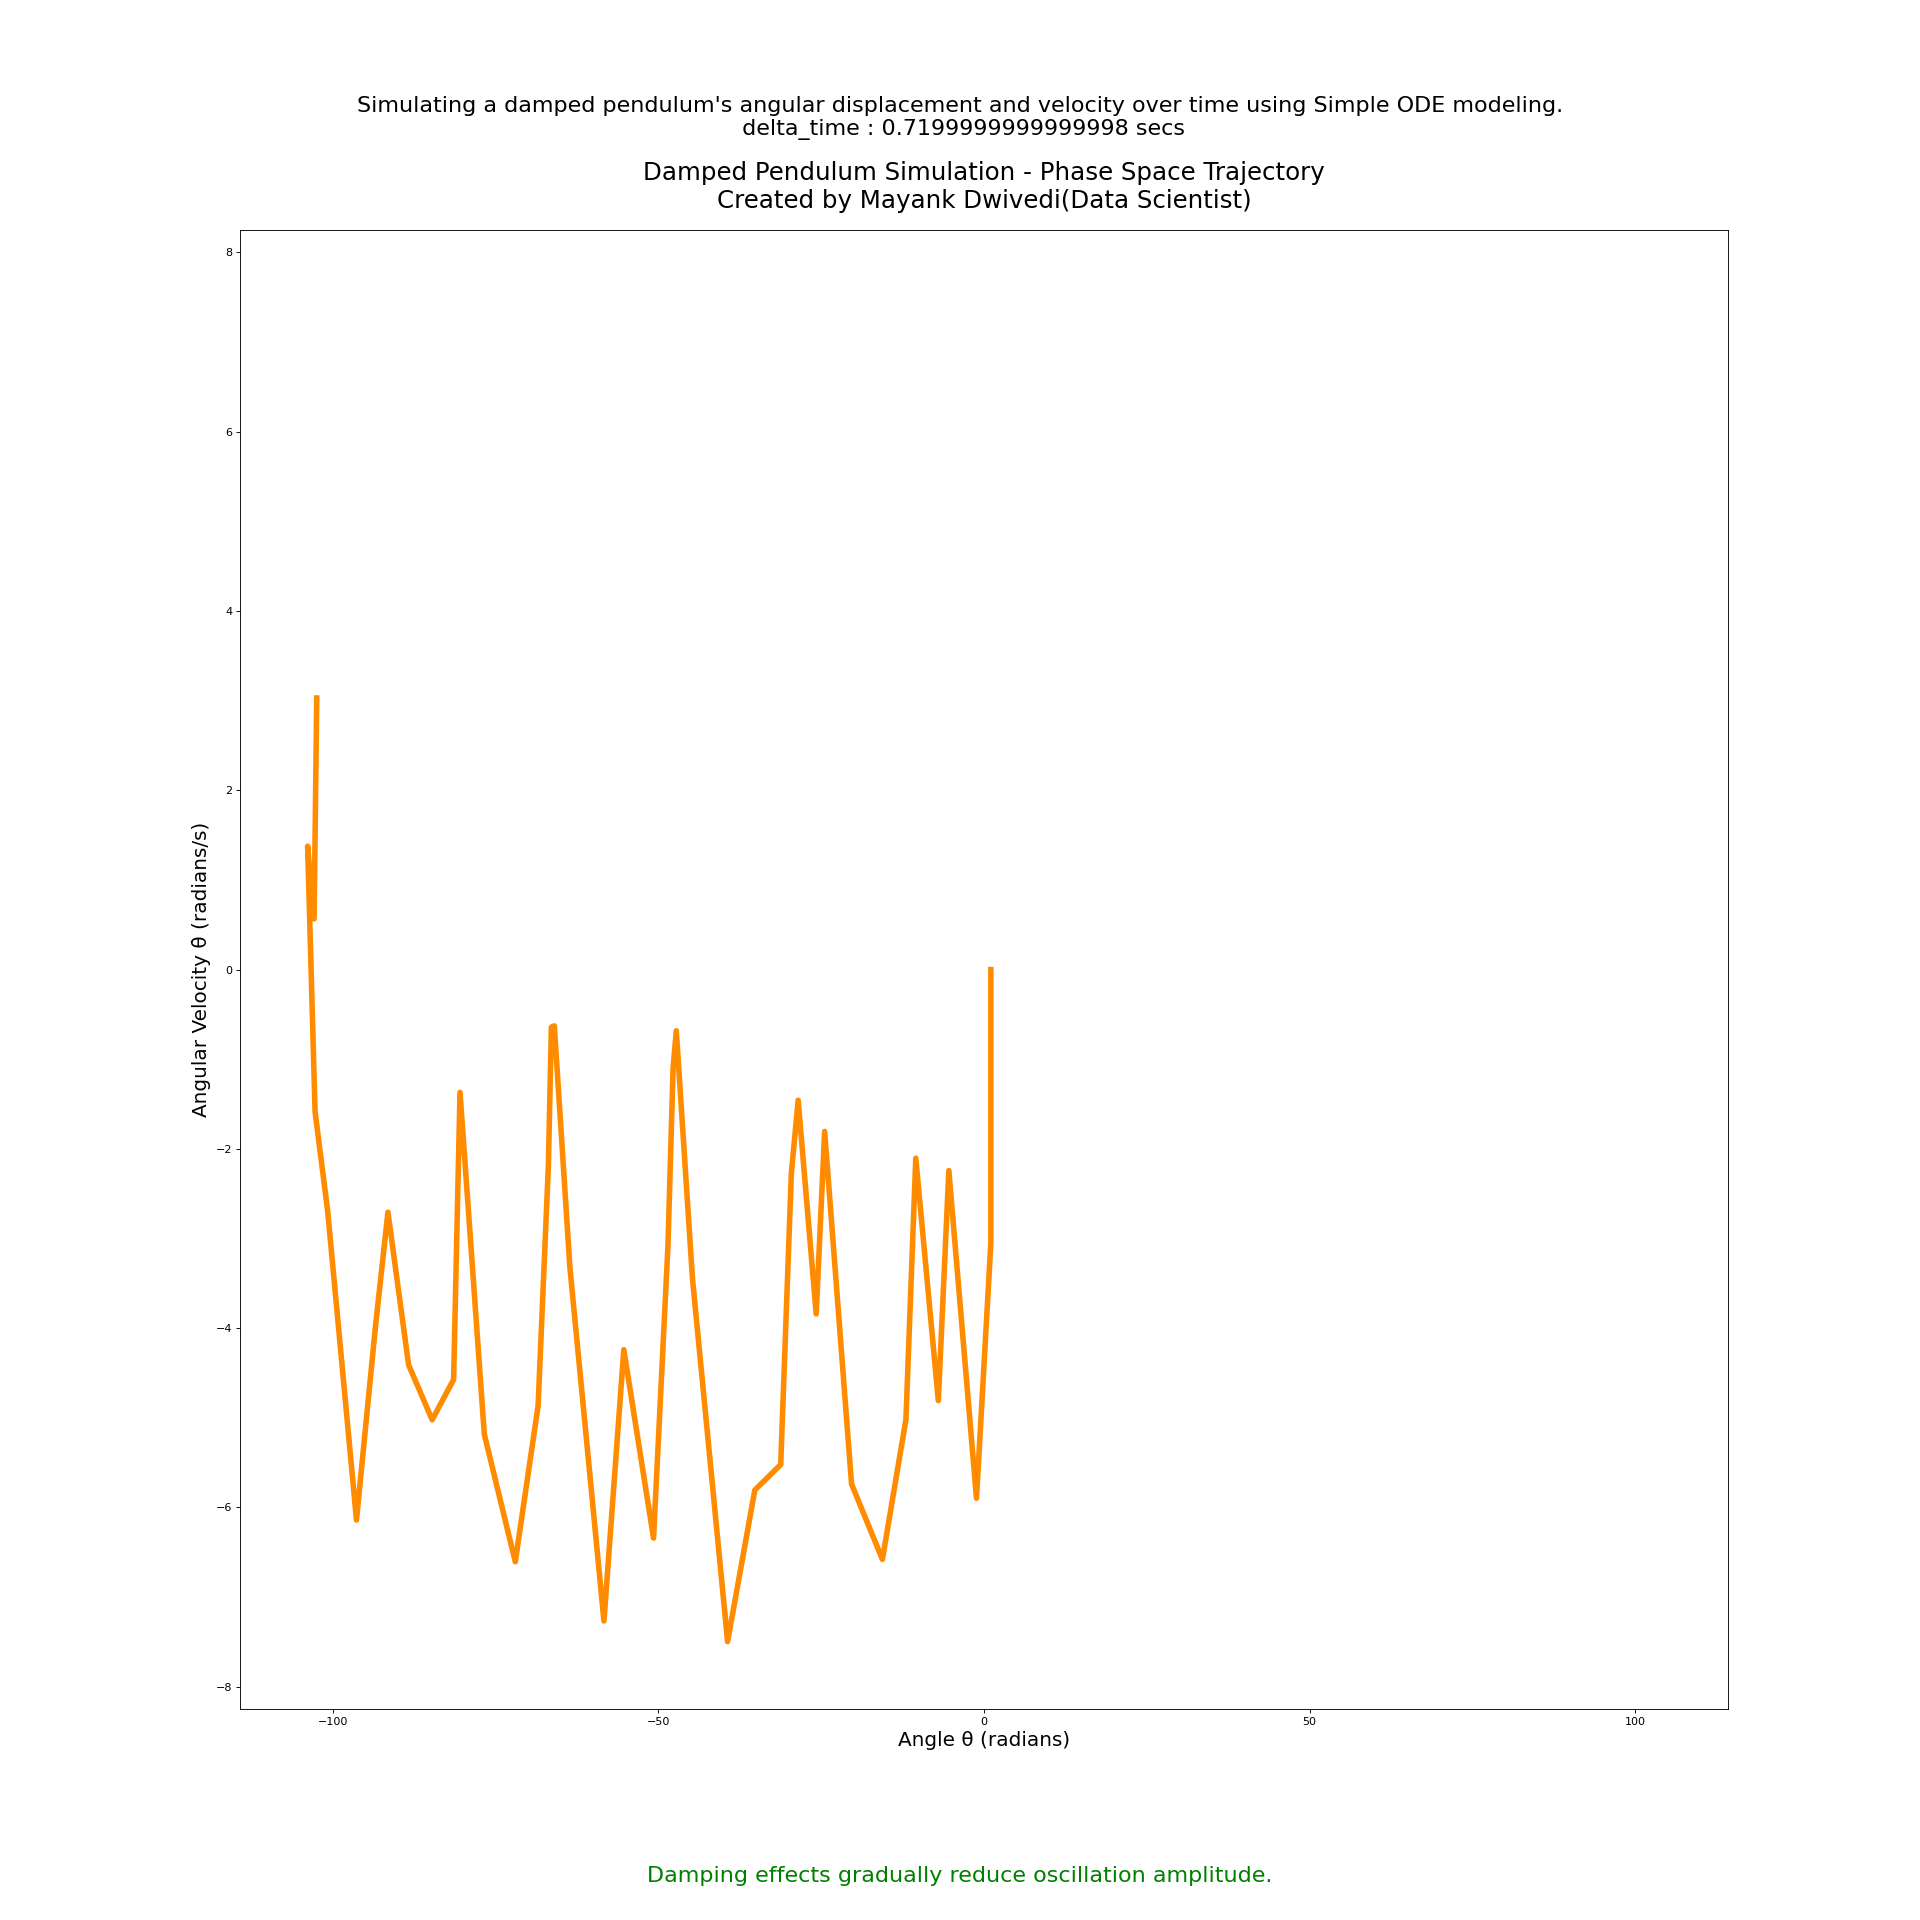 Simulating a damped pendulum's angular displacement and velocity over time using Simple ODE modeling.
delta_time : 0.7199999999999998 secs
Damped Pendulum Simulation - Phase Space Trajectory
Created by Mayank Dwivedi(Data Scientist)
8
6
4
2
0
−2
−4
−6
−8
Angular Velocity θ (radians/s)
−100
−50
0
50
100
Angle θ (radians)
Damping effects gradually reduce oscillation amplitude.